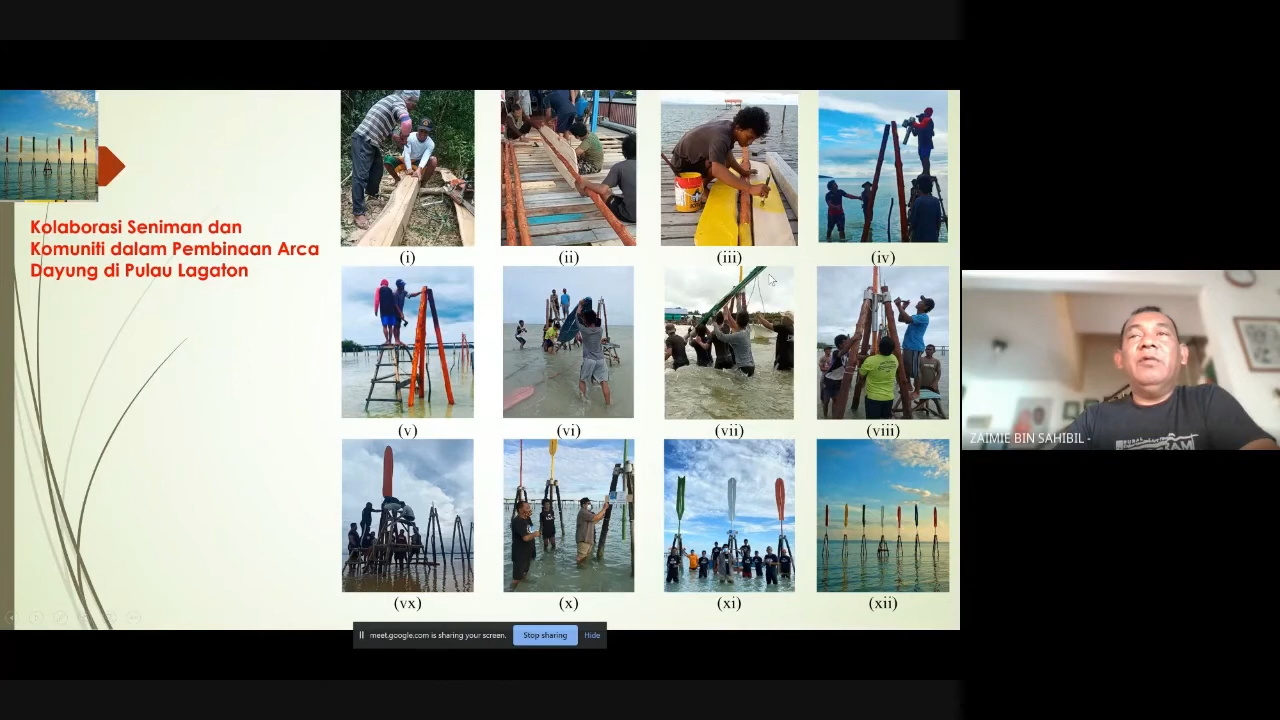 Kolaborasi Seniman dan
Komuniti dalam Pembinaan Arca
Dayung di Pulau Lagaton
(i) (ii) (iii) (iv)
(v) (vi) (vii) (viii)
(vx) (x) (xi) (xii)
ZAIMIE BIN SAHIBIL -
meet.google.com is sharing your screen. Stop sharing Hide